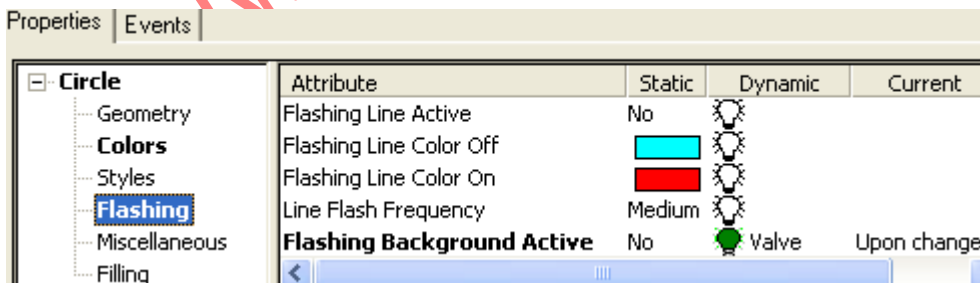 Properties Events
Circle
Geometry
Colors
Styles
Flashing
Miscellaneous
Filling
Attribute Static Dynamic Current
Flashing Line Active No
Flashing Line Color Off
Flashing Line Color On
Line Flash Frequency Medium
Flashing Background Active No Valve Upon change